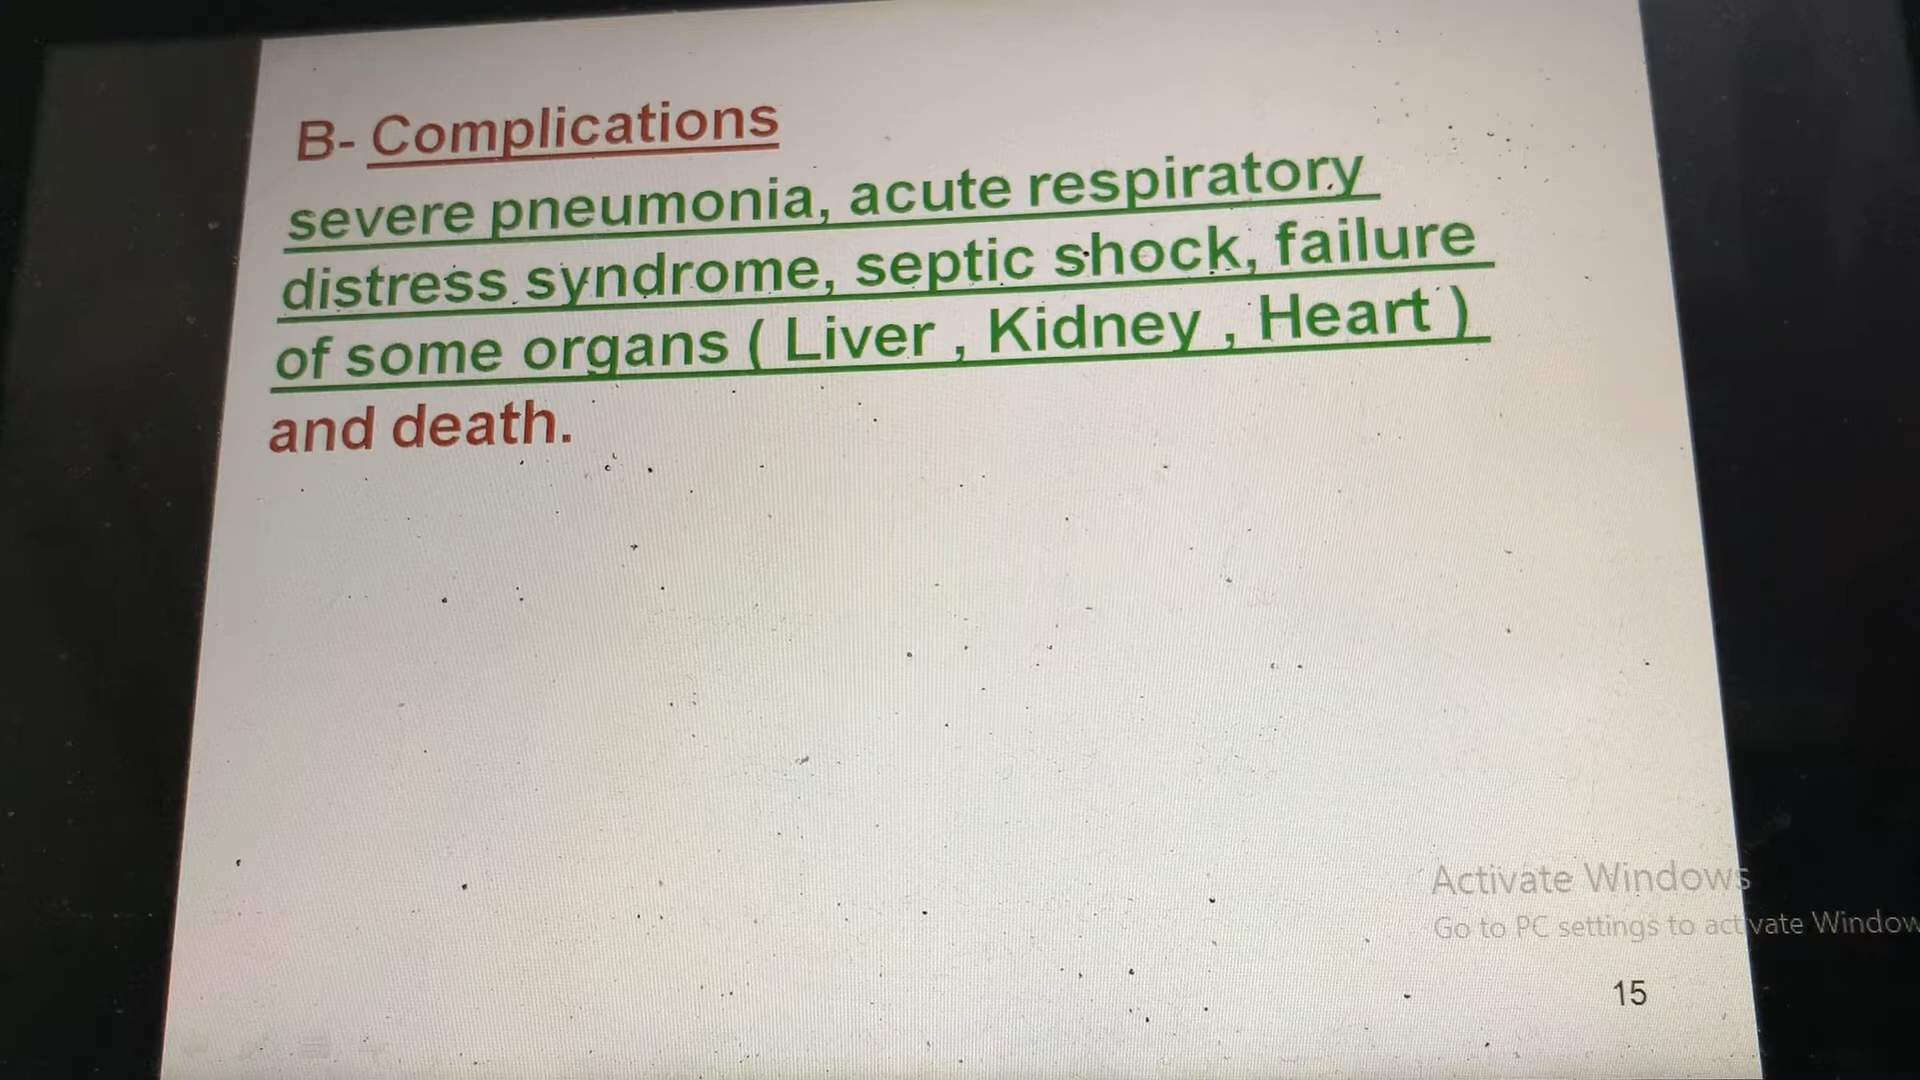 B- Complications
severe pneumonia, acute respiratory
distress syndrome, septic shock, failure
of some organs ( Liver , Kidney , Heart )
and death.
Activate Windows
Go to PC settings to activate Window
15